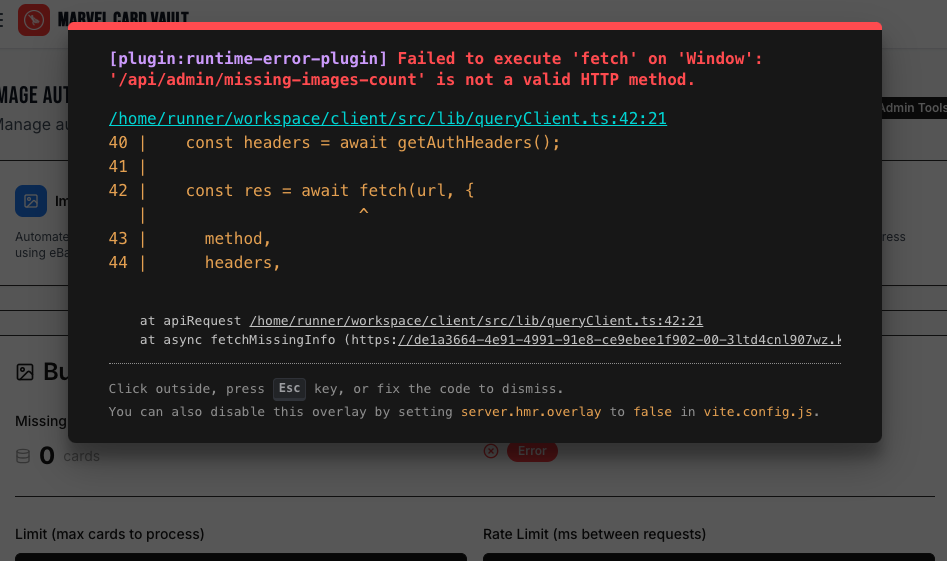 MARVEL CARD VAULT
[plugin:runtime-error-plugin] Failed to execute 'fetch' on 'Window':
'/api/admin/missing-images-count' is not a valid HTTP method.
MAGE AUT
Admin Tools
Manage au
/home/runner/workspace/client/src/lib/queryClient.ts:42:21
40 |    const headers = await getAuthHeaders();
41 |
42 |    const res = await fetch(url, {
   |                      ^
43 |      method,
44 |      headers,
Im
Automate
ress
using eBa
at apiRequest /home/runner/workspace/client/src/lib/queryClient.ts:42:21
at async fetchMissingInfo (https://de1a3664-4e91-4991-91e8-ce9ebee1f902-00-3ltd4cnl907wz.k
Click outside, press Esc key, or fix the code to dismiss.
You can also disable this overlay by setting server.hmr.overlay to false in vite.config.js.
Bu
Missing
0 cards
Error
Limit (max cards to process)
Rate Limit (ms between requests)